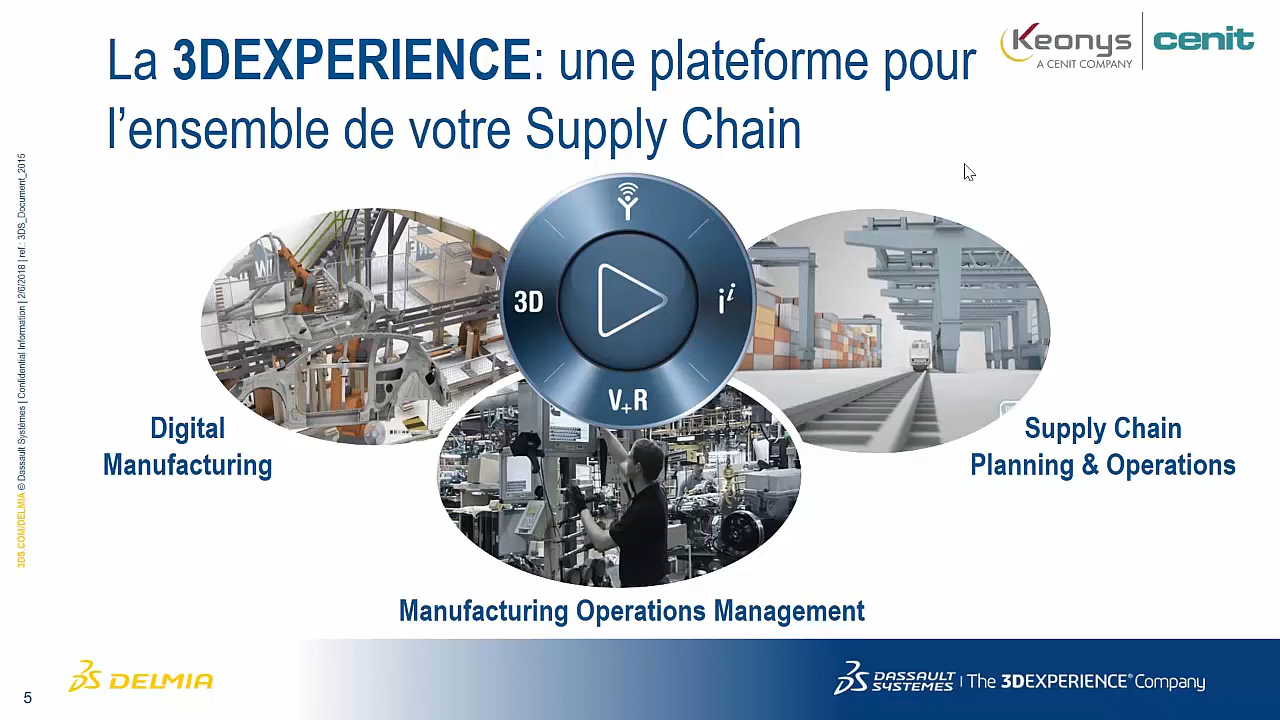 La 3DEXPERIENCE: une plateforme pour
l'ensemble de votre Supply Chain
Keonys
A CENIT COMPANY
cenit
3D
i i
V+R
Digital
Manufacturing
Supply Chain
Planning & Operations
Manufacturing Operations Management
3DS.COM/DELMIA © Dassault Systèmes | Confidential Information | 2/6/2018 | ref.: 3DS_Document_2015
5
DELMIA
DASSAULT
SYSTEMES
The 3DEXPERIENCE® Company